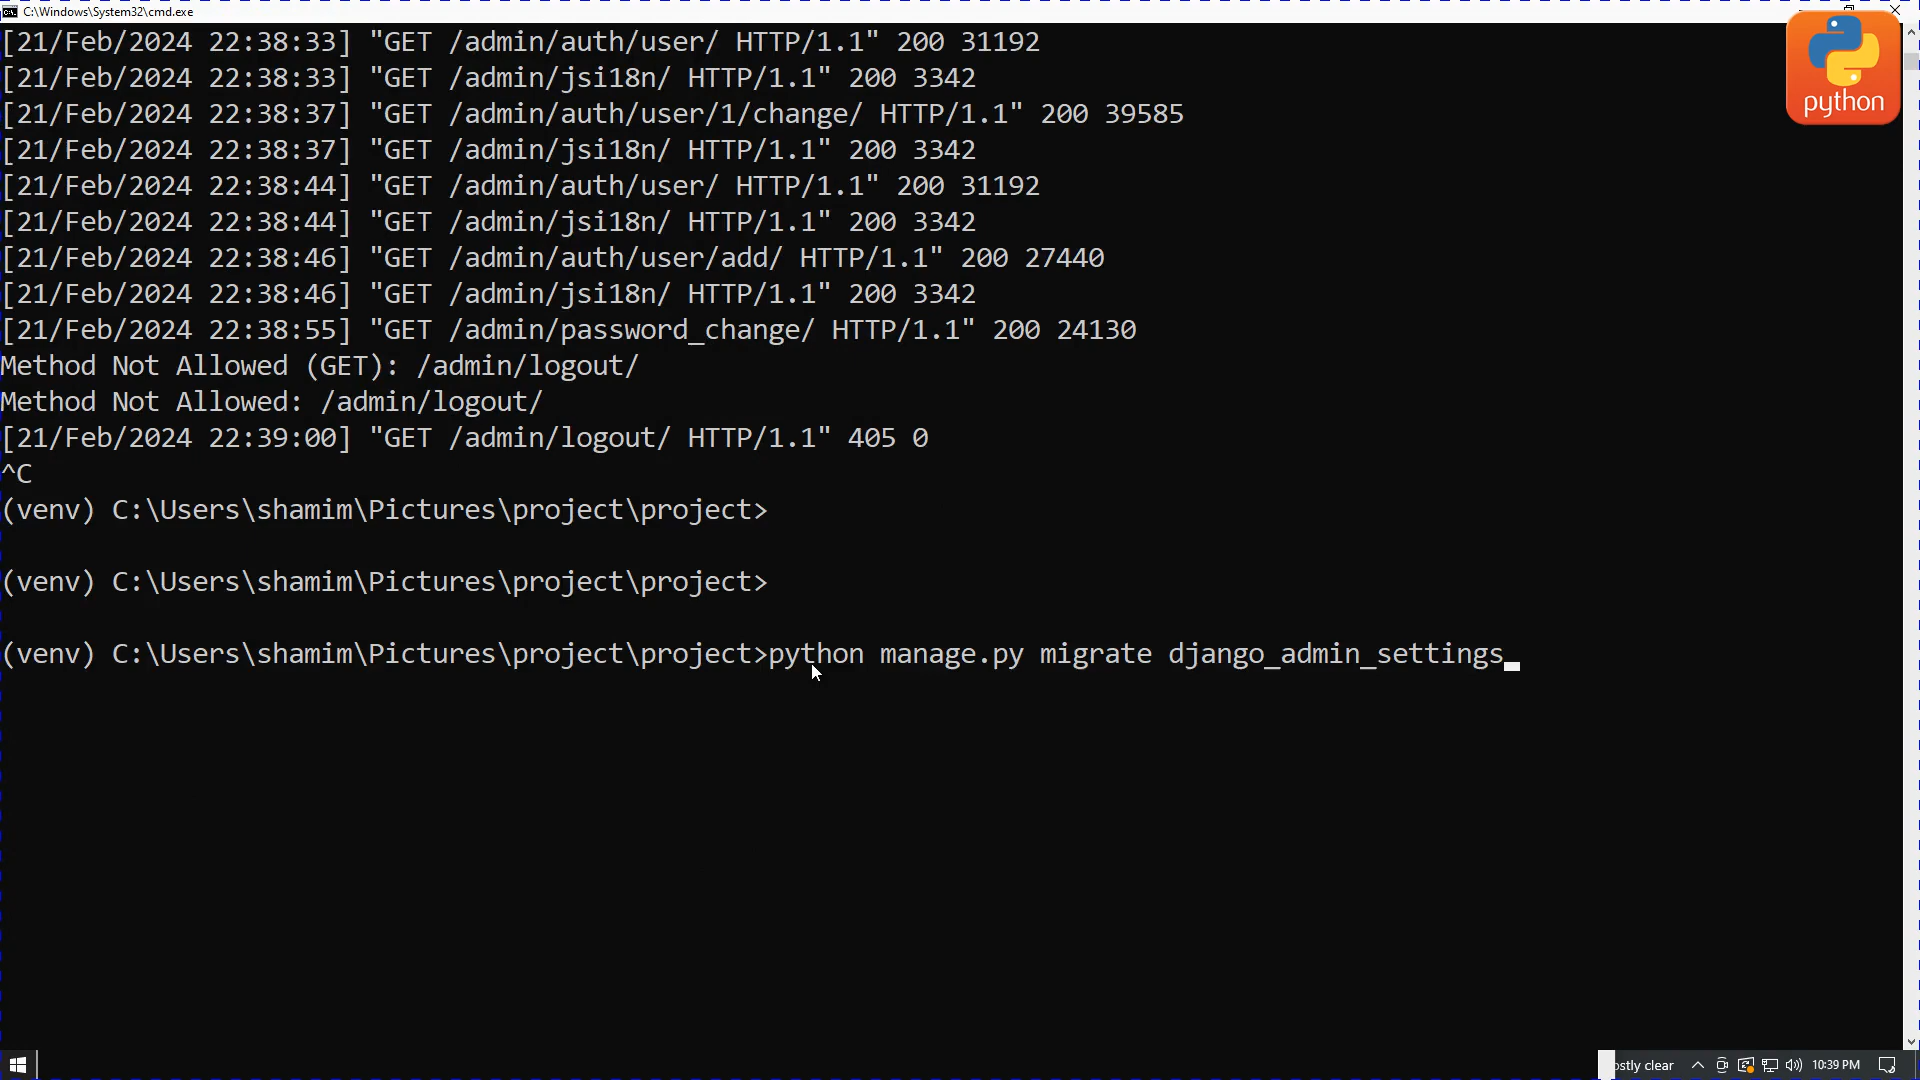 C:\Windows\System32\cmd.exe
[21/Feb/2024 22:38:33] "GET /admin/auth/user/ HTTP/1.1" 200 31192
[21/Feb/2024 22:38:33] "GET /admin/jsi18n/ HTTP/1.1" 200 3342
[21/Feb/2024 22:38:37] "GET /admin/auth/user/1/change/ HTTP/1.1" 200 39585
[21/Feb/2024 22:38:37] "GET /admin/jsi18n/ HTTP/1.1" 200 3342
[21/Feb/2024 22:38:44] "GET /admin/auth/user/ HTTP/1.1" 200 31192
[21/Feb/2024 22:38:44] "GET /admin/jsi18n/ HTTP/1.1" 200 3342
[21/Feb/2024 22:38:46] "GET /admin/auth/user/add/ HTTP/1.1" 200 27440
[21/Feb/2024 22:38:46] "GET /admin/jsi18n/ HTTP/1.1" 200 3342
[21/Feb/2024 22:38:55] "GET /admin/password_change/ HTTP/1.1" 200 24130
Method Not Allowed (GET): /admin/logout/
Method Not Allowed: /admin/logout/
[21/Feb/2024 22:39:00] "GET /admin/logout/ HTTP/1.1" 405 0
^C
(venv) C:\Users\shamim\Pictures\project\project>
(venv) C:\Users\shamim\Pictures\project\project>
(venv) C:\Users\shamim\Pictures\project\project>python manage.py migrate django_admin_settings
python
ostly clear
10:39 PM